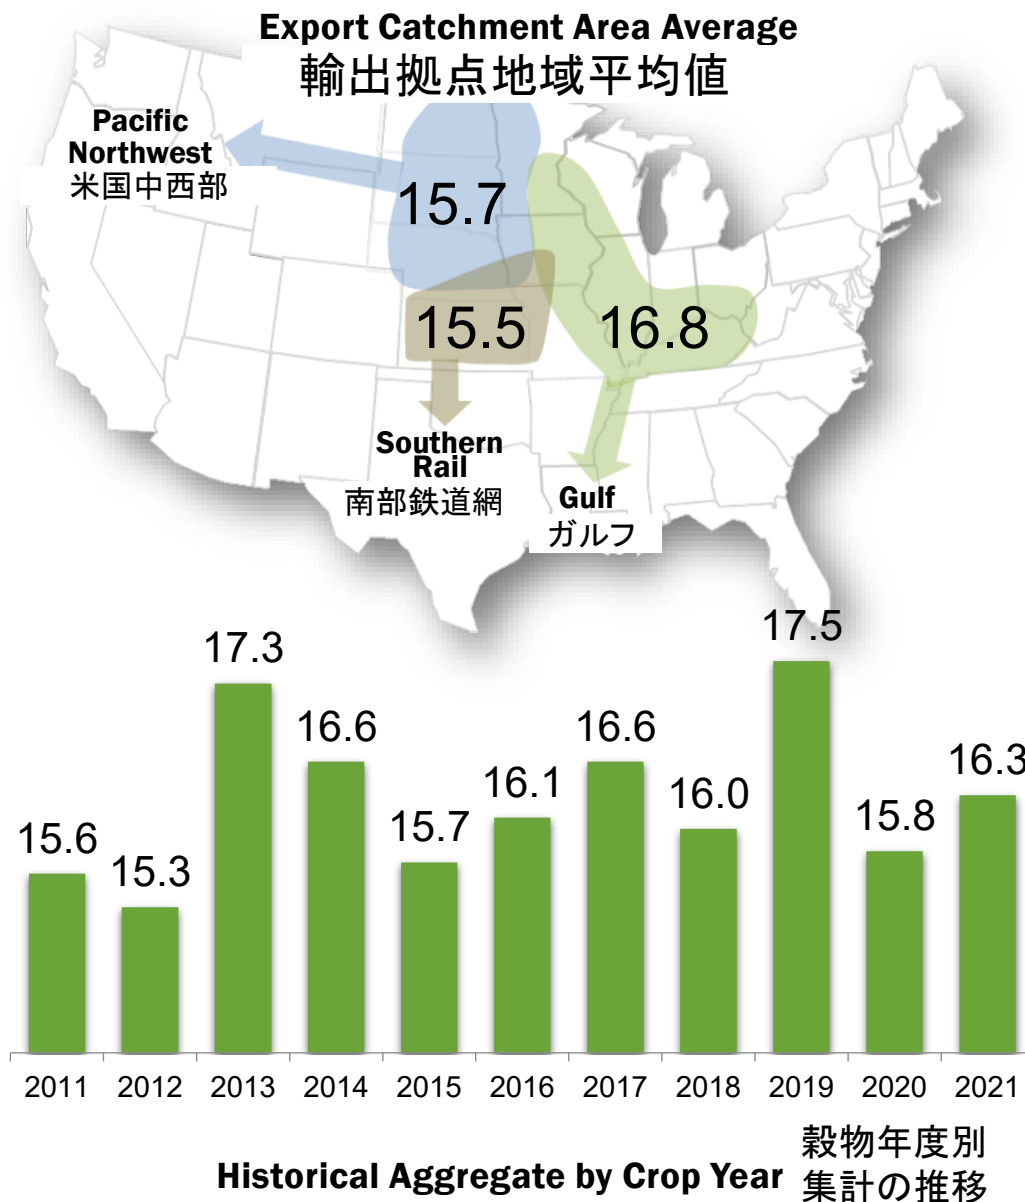 Export Catchment Area Average
輸出拠点地域平均値
Pacific
Northwest
米国中西部
15.7
15.5
16.8
Southern
Rail
南部鉄道網
Gulf
ガルフ
15.6
15.3
17.3
16.6
15.7
16.1
16.6
16.0
17.5
15.8
16.3
2011 2012 2013 2014 2015 2016 2017 2018 2019 2020 2021
Historical Aggregate by Crop Year
穀物年度別
集計の推移